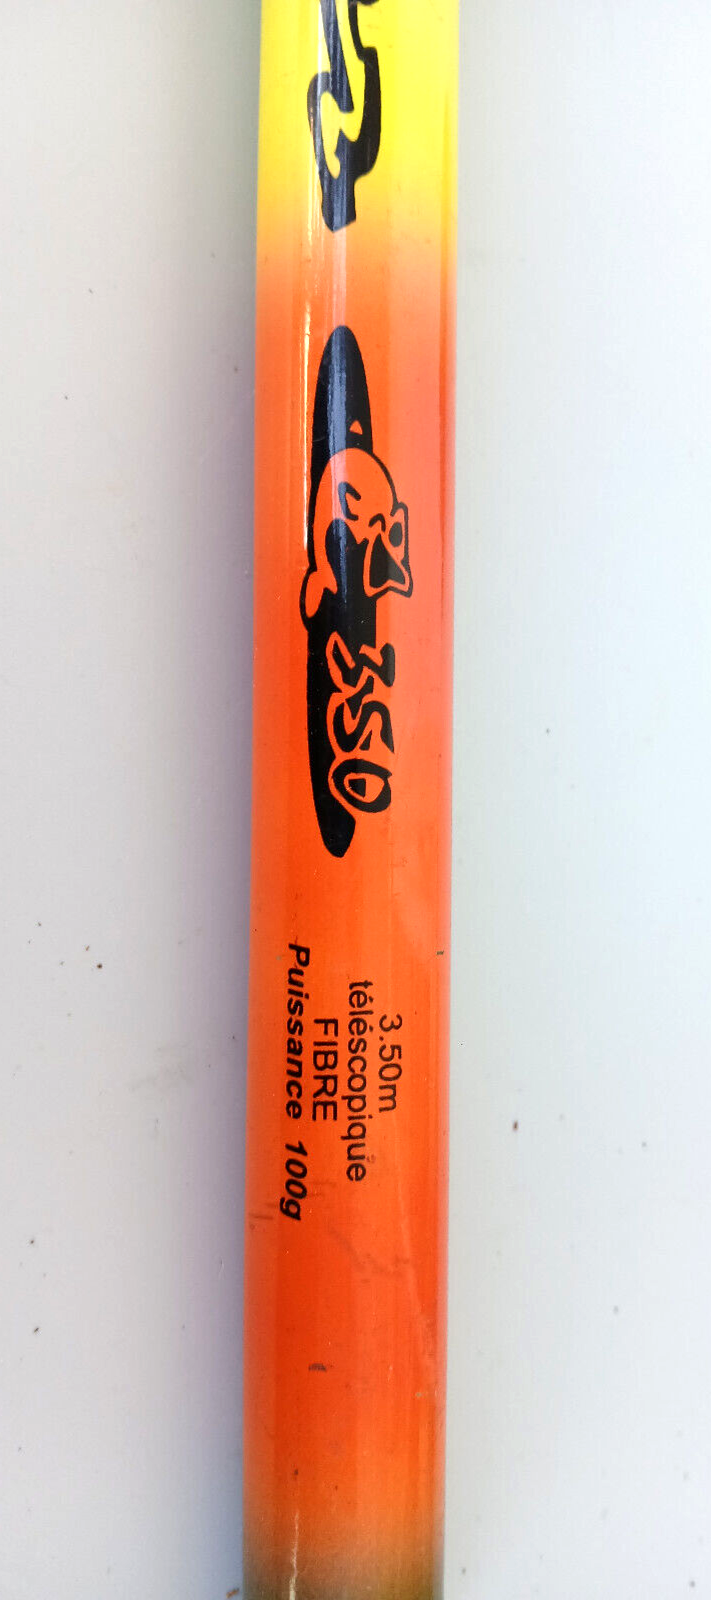 350
3.50m
téléscopique
FIBRE
Puissance 100g